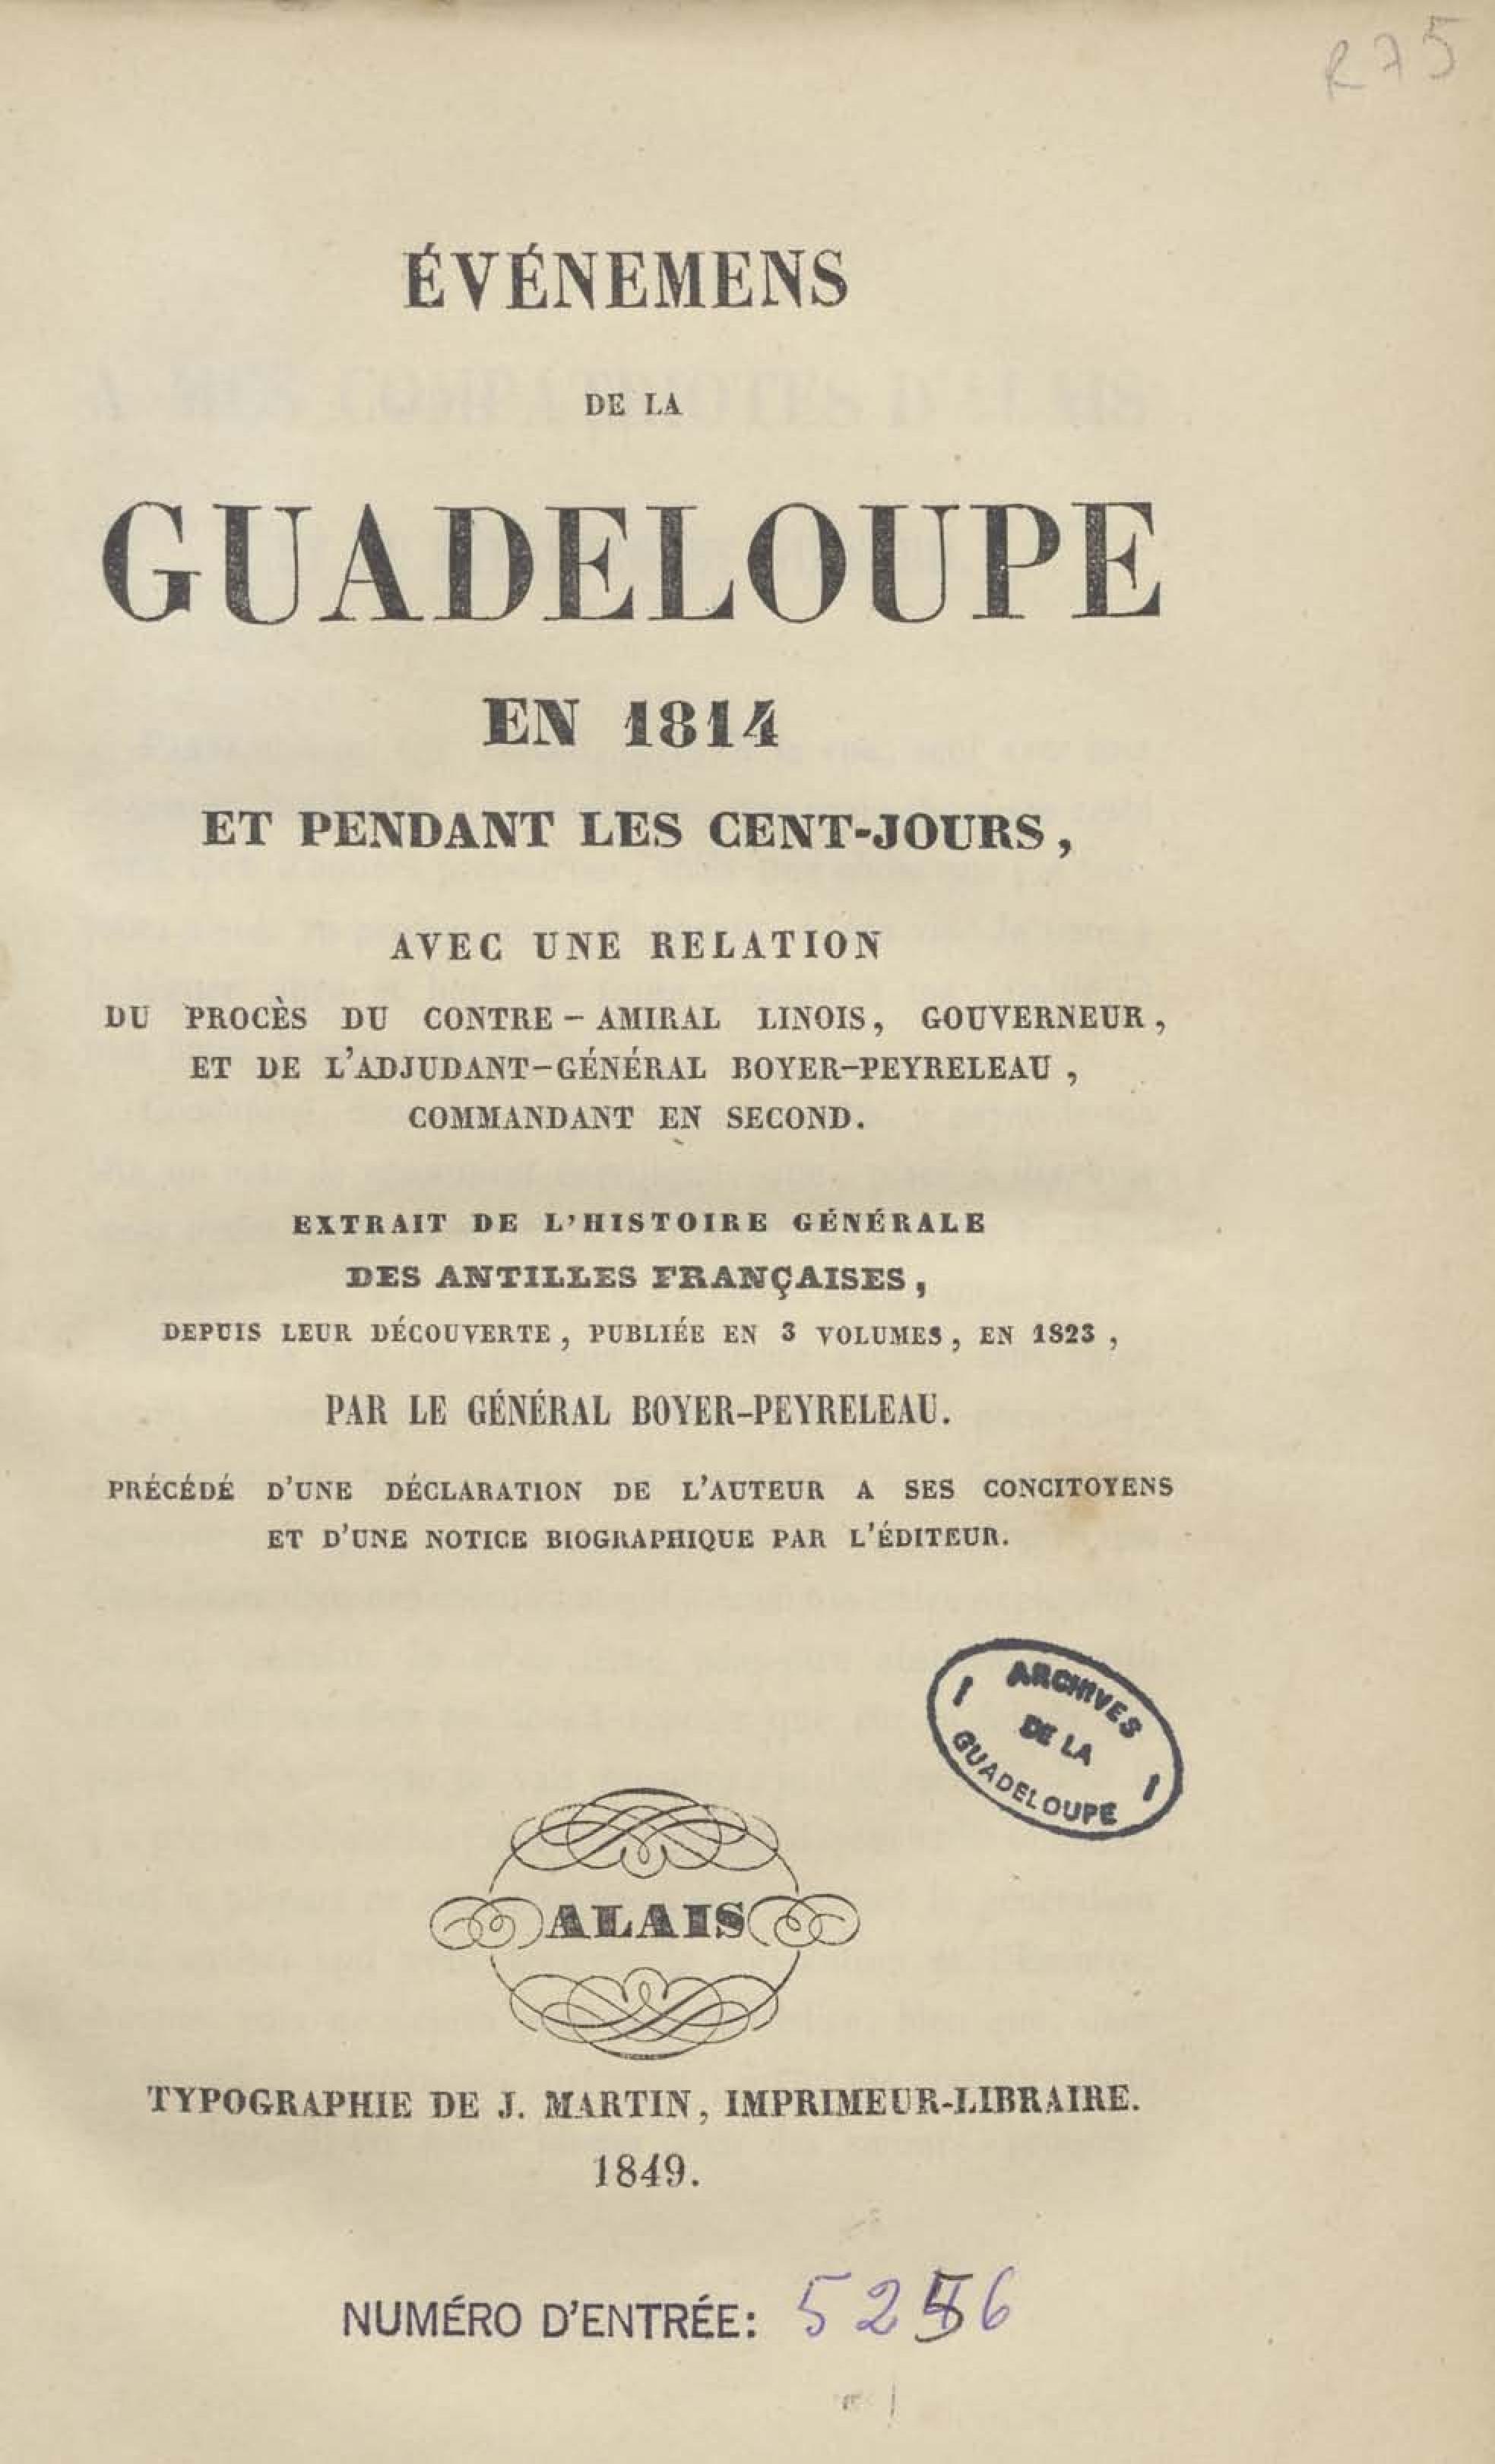 R75
ÉVÉNEMENS
DE LA
GUADELOUPE
EN 1814
ET PENDANT LES CENT-JOURS,
AVEC UNE RELATION
DU PROCÈS DU CONTRE-AMIRAL LINOIS, GOUVERNEUR,
ET DE L'ADJUDANT-GÉNÉRAL BOYER-PEYRELEAU,
COMMANDANT EN SECOND.
EXTRAIT DE L'HISTOIRE GÉNÉRALE
DES ANTILLES FRANÇAISES,
DEPUIS LEUR DÉCOUVERTE, PUBLIÉE EN 3 VOLUMES, EN 1823,
PAR LE GÉNÉRAL BOYER-PEYRELEAU.
PRÉCÉDÉ D'UNE DÉCLARATION DE L'AUTEUR A SES CONCITOYENS
ET D'UNE NOTICE BIOGRAPHIQUE PAR L'ÉDITEUR.
ARCHIVES
DE LA
GUADELOUPE
ALAIS
TYPOGRAPHIE DE J. MARTIN, IMPRIMEUR-LIBRAIRE.
1849.
NUMÉRO D'ENTRÉE: 5256